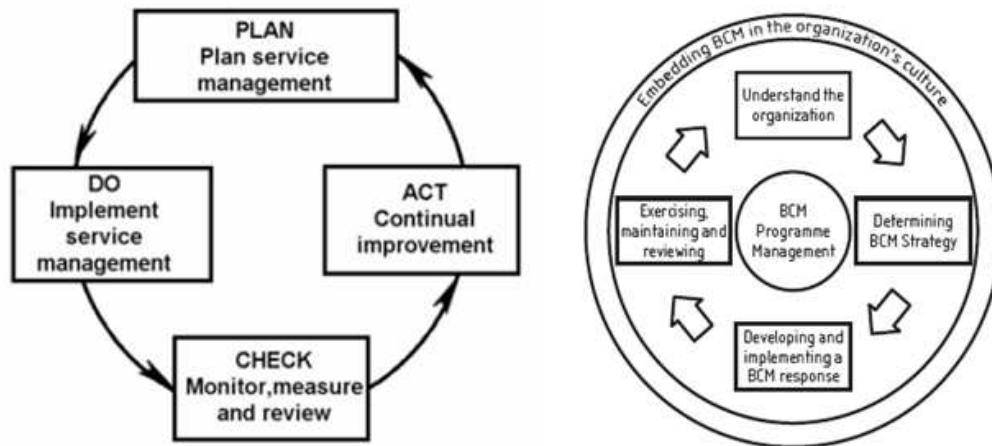 PLAN
Plan service
management
DO
Implement
service
management
ACT
Continual
improvement
CHECK
Monitor,measure
and review
Embedding BCM in the organization's culture
Understand the
organization
Exercising,
maintaining and
reviewing
BCM
Programme
Management
Determining
BCM Strategy
Developing and
implementing a
BCM response